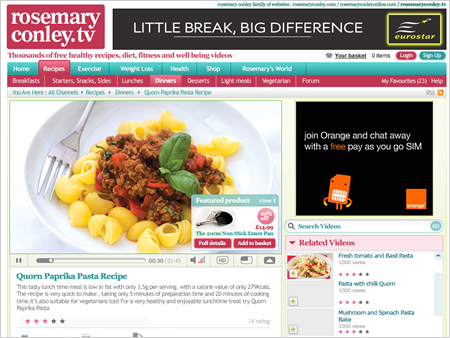 rosemary conley family of websites : rosemaryconley.com / rosemaryconleyonline.com / rosemaryconley.tv
rosemary
conley.tv
LITTLE BREAK, BIG DIFFERENCE
eurostar
Thousands of free healthy recipes, diet, fitness and well being videos
Your basket 0 items
Login
Sign Up
Home
Recipes
Exercise
Weight Loss
Health
Shop
Rosemary's World
Breakfasts
Starters, Snacks, Sides
Lunches
Dinners
Desserts
Light meals
Vegetarian
Forum
My Favourites (23)
Help
You Are Here : All Channels ▸ Recipes ▸ Dinners ▸ Quorn Paprika Pasta Recipe
RSS
join Orange and chat away
with a free pay as you go SIM
orange
Featured product
close X
50%
off!
£14.99
The 20cm Non Stick Sauce Pan
Full details
Add to basket
00:30 / 01:45
HD
Search Videos
GO
Related Videos
Fresh tomato and Basil Pasta
1000 views
Pasta with chilli Quorn
1000 views
Mushroom and Spinach Pasta
Bake
1000 views
Quorn Paprika Pasta Recipe
This tasty lunch time meal is low in fat with only 3.5g per serving, with a calorie value of only 279Kcals.
The recipe is very quick to make , taking only 5 minutes of preparation time and 20 minutes of cooking
time.It's also suitable for vegetarians too! For a very healthy and enjoyable lunchtime treat try Quorn
Paprika Pasta
14 rating